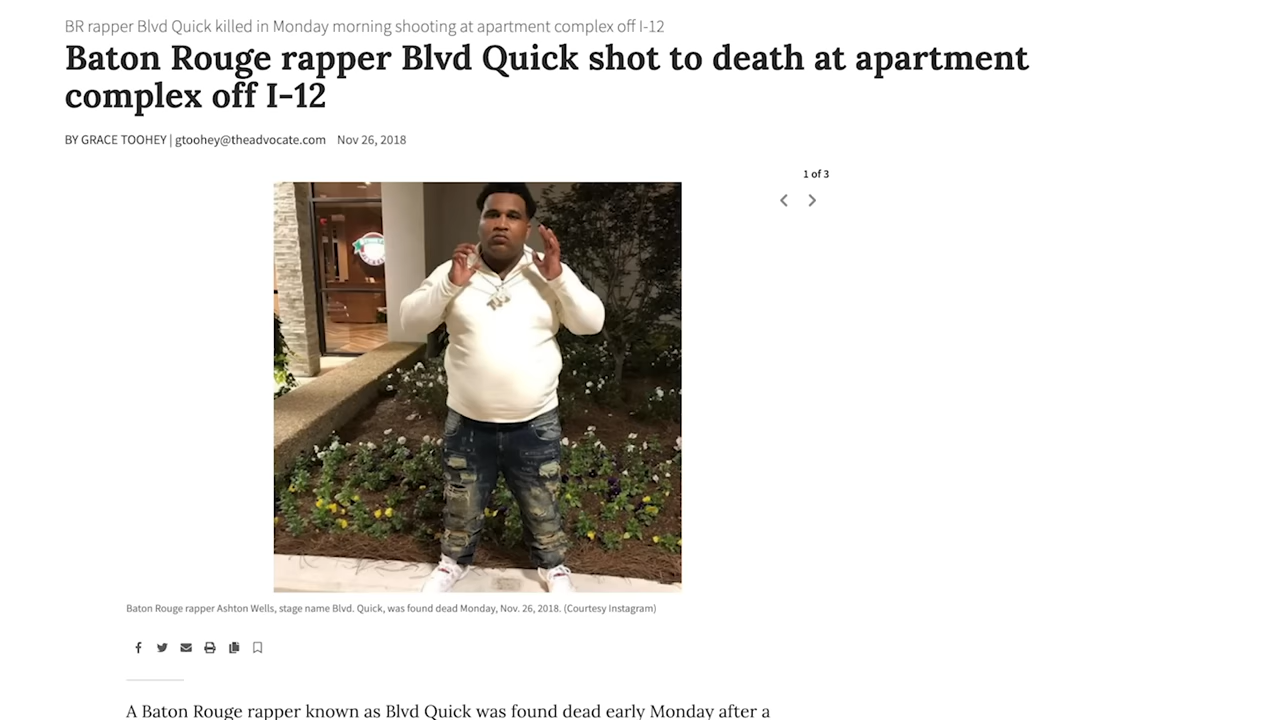 BR rapper Blvd Quick killed in Monday morning shooting at apartment complex off I-12
Baton Rouge rapper Blvd Quick shot to death at apartment
complex off I-12
BY GRACE TOOHEY | gtoohey@theadvocate.com Nov 26, 2018
1 of 3
Baton Rouge rapper Ashton Wells, stage name Blvd. Quick, was found dead Monday, Nov. 26, 2018. (Courtesy Instagram)
A Baton Rouge rapper known as Blvd Quick was found dead early Monday after a